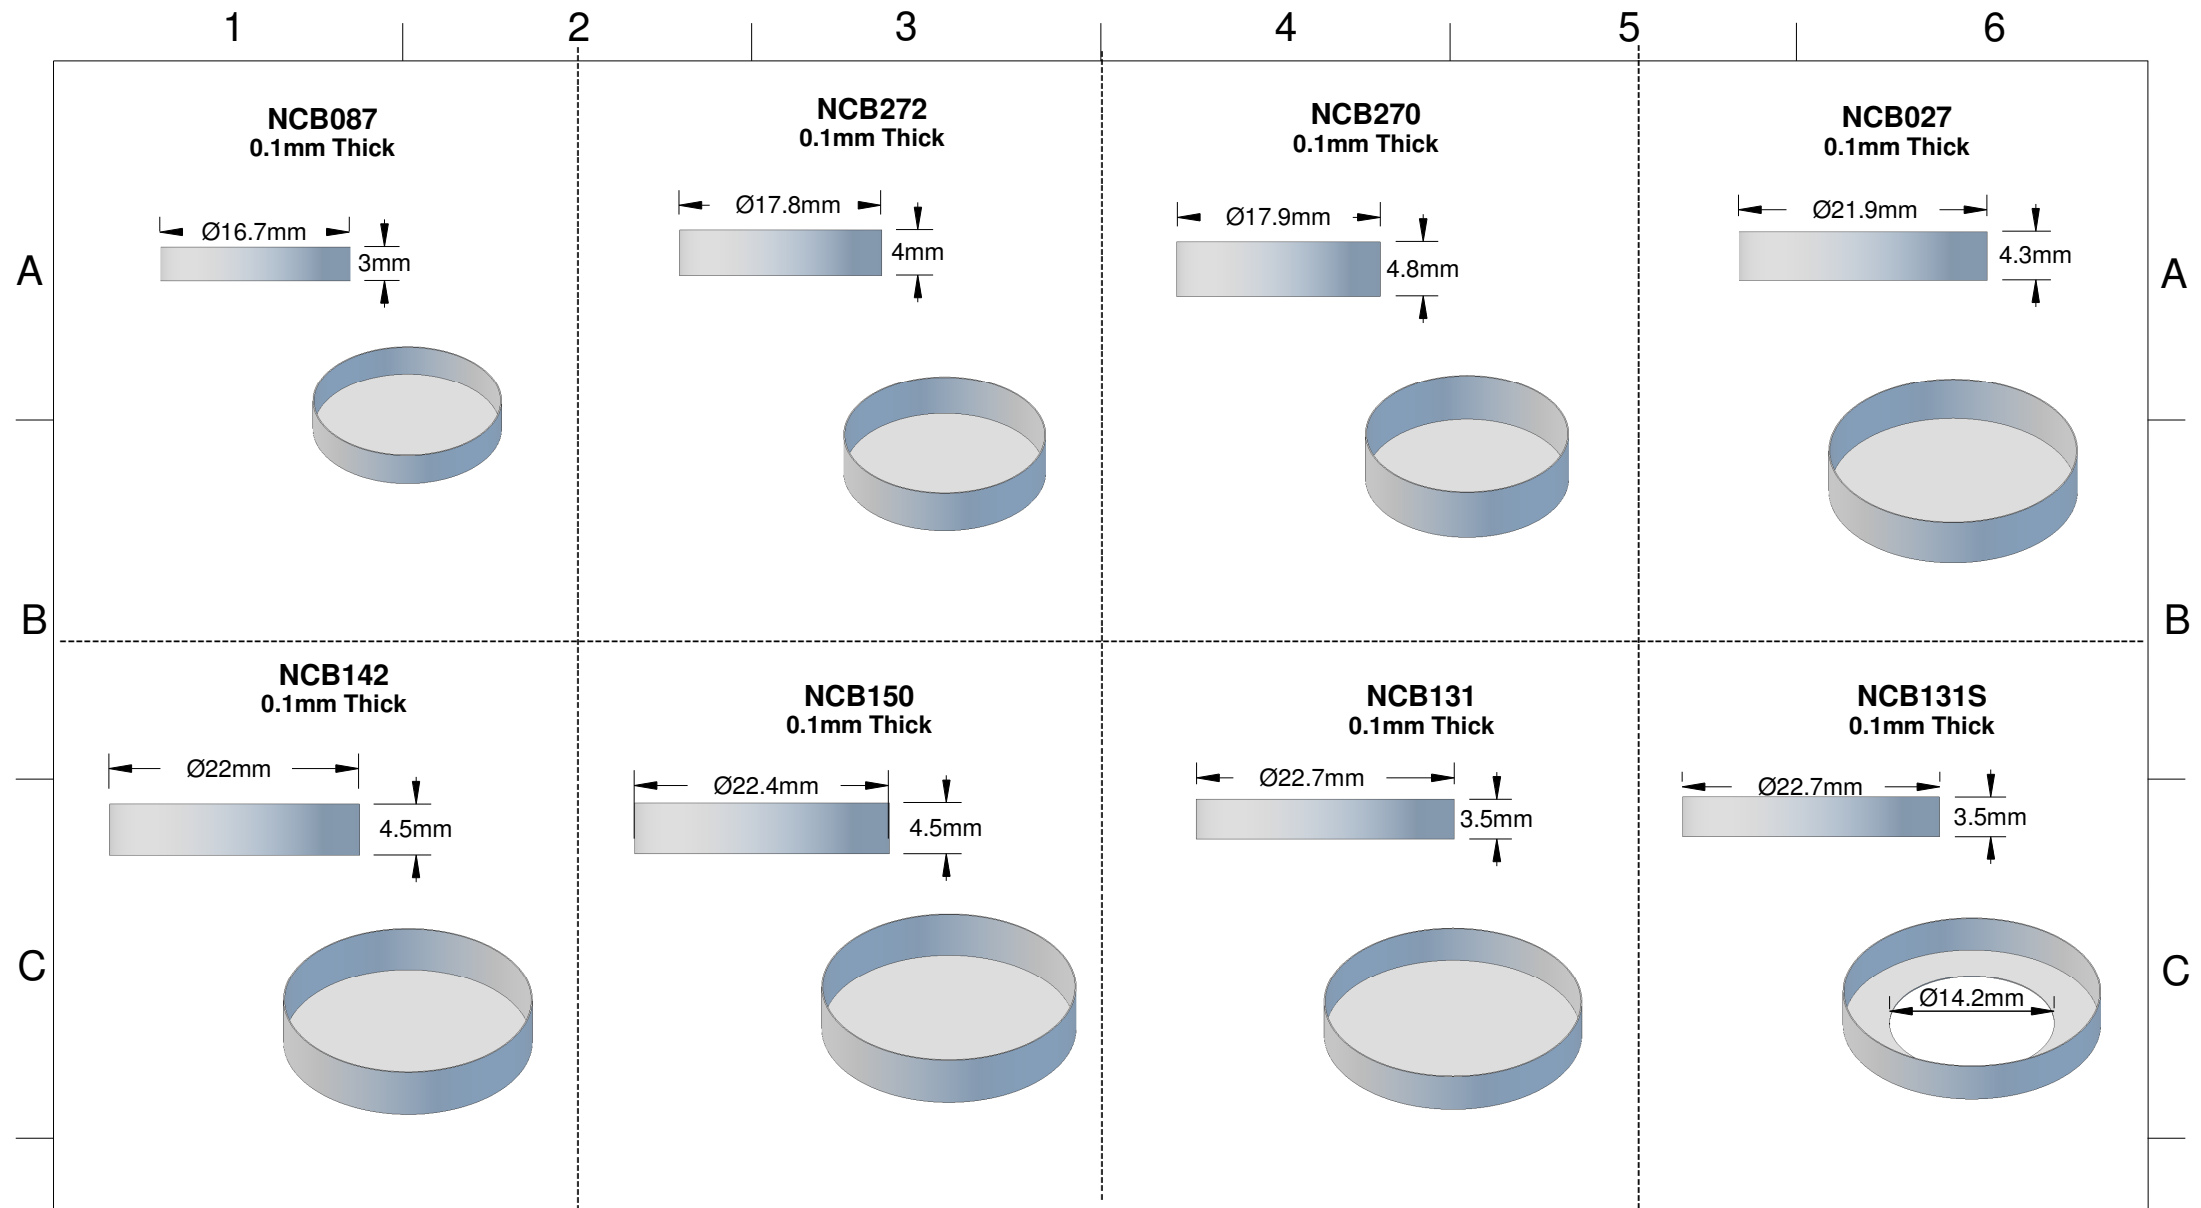 1 2 3 4 5 6
NCB087
0.1mm Thick
Ø16.7mm
3mm
NCB272
0.1mm Thick
Ø17.8mm
4mm
NCB270
0.1mm Thick
Ø17.9mm
4.8mm
NCB027
0.1mm Thick
Ø21.9mm
4.3mm
A A
B B
NCB142
0.1mm Thick
Ø22mm
4.5mm
NCB150
0.1mm Thick
Ø22.4mm
4.5mm
NCB131
0.1mm Thick
Ø22.7mm
3.5mm
NCB131S
0.1mm Thick
Ø22.7mm
3.5mm
Ø14.2mm
C C